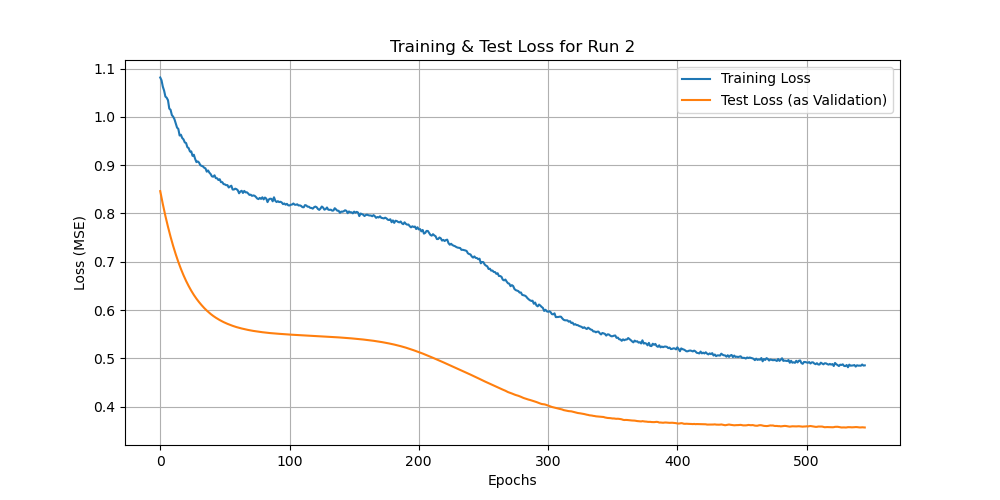 Training & Test Loss for Run 2
Training Loss
Test Loss (as Validation)
Loss (MSE)
1.1
1.0
0.9
0.8
0.7
0.6
0.5
0.4
0 100 200 300 400 500
Epochs